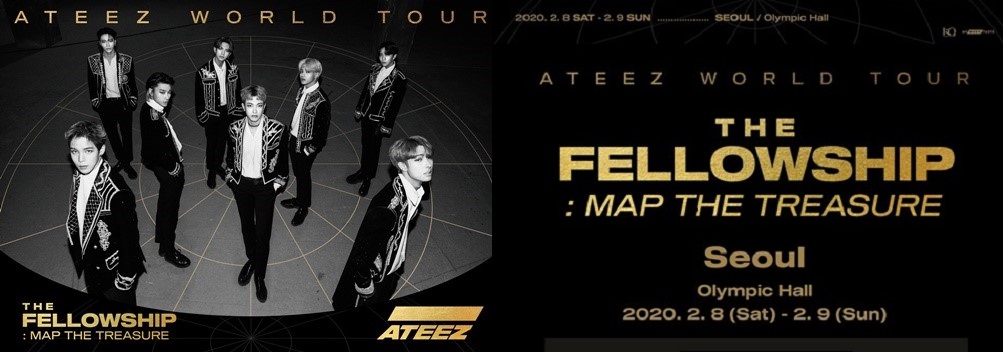 ATEEZ WORLD TOUR
THE
FELLOWSHIP
: MAP THE TREASURE
ATEEZ
2020. 2. 8 SAT - 2. 9 SUN .................... SEOUL / Olympic Hall
KQ
ATEEZ WORLD TOUR
THE
FELLOWSHIP
: MAP THE TREASURE
Seoul
Olympic Hall
2020. 2. 8 (Sat) - 2. 9 (Sun)